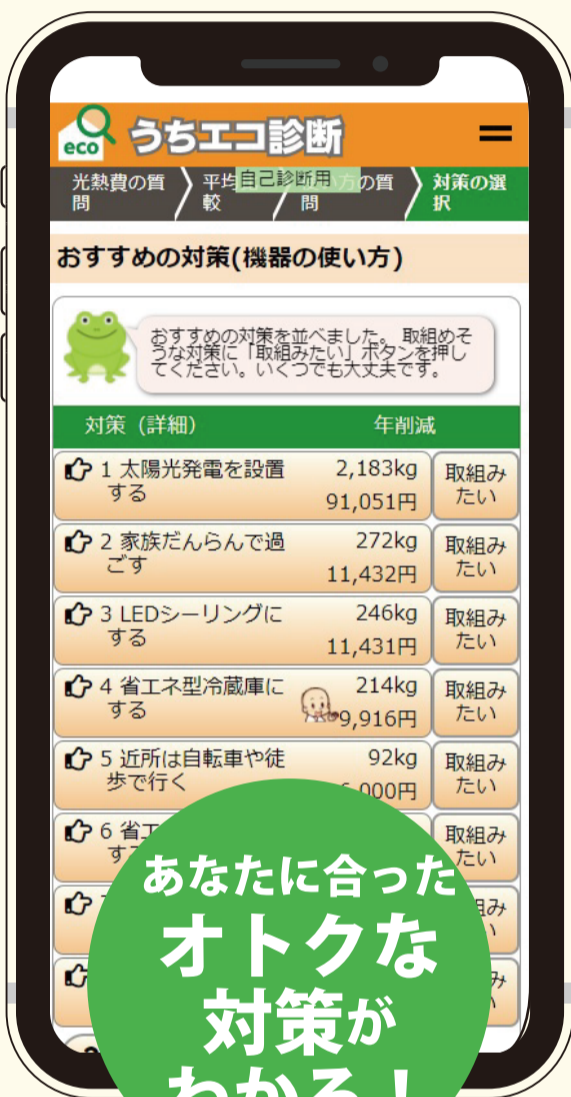 eco うちエコ診断
光熱費の質問
平均
較
自己診断用
方の質問
対策の選択
おすすめの対策(機器の使い方)
おすすめの対策を並べました。 取組めそ
うな対策に「取組みたい」ボタンを押し
てください。いくつでも大丈夫です。
対策（詳細） 年削減
1 太陽光発電を設置する 2,183kg 91,051円 取組みたい
2 家族だんらんで過ごす 272kg 11,432円 取組みたい
3 LEDシーリングにする 246kg 11,431円 取組みたい
4 省エネ型冷蔵庫にする 214kg 9,916円 取組みたい
5 近所は自転車や徒歩で行く 92kg 000円 取組みたい
6 省エ 取組みたい
あなたに合った
オトクな
対策が
わかる！